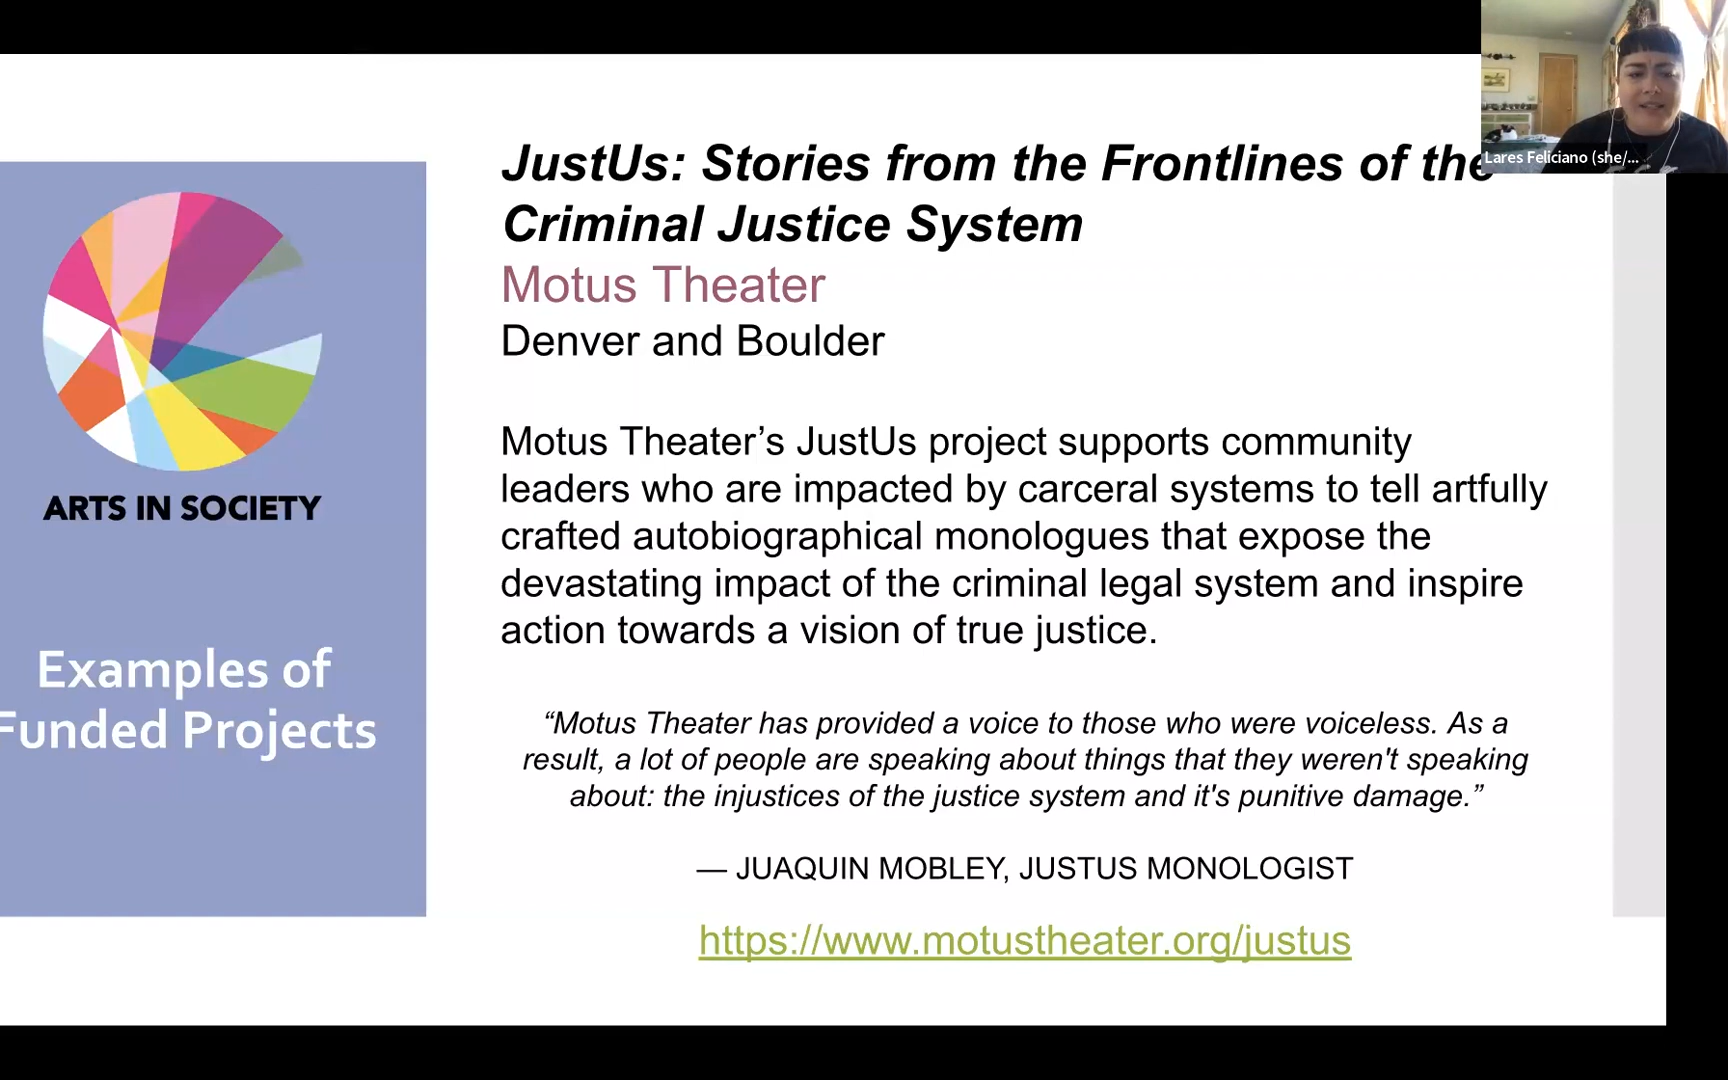 Lares Feliciano (she/...
JustUs: Stories from the Frontlines of the
Criminal Justice System
Motus Theater
Denver and Boulder
ARTS IN SOCIETY
Examples of
Funded Projects
Motus Theater’s JustUs project supports community
leaders who are impacted by carceral systems to tell artfully
crafted autobiographical monologues that expose the
devastating impact of the criminal legal system and inspire
action towards a vision of true justice.
“Motus Theater has provided a voice to those who were voiceless. As a
result, a lot of people are speaking about things that they weren't speaking
about: the injustices of the justice system and it's punitive damage.”
— JUAQUIN MOBLEY, JUSTUS MONOLOGIST
https://www.motustheater.org/justus